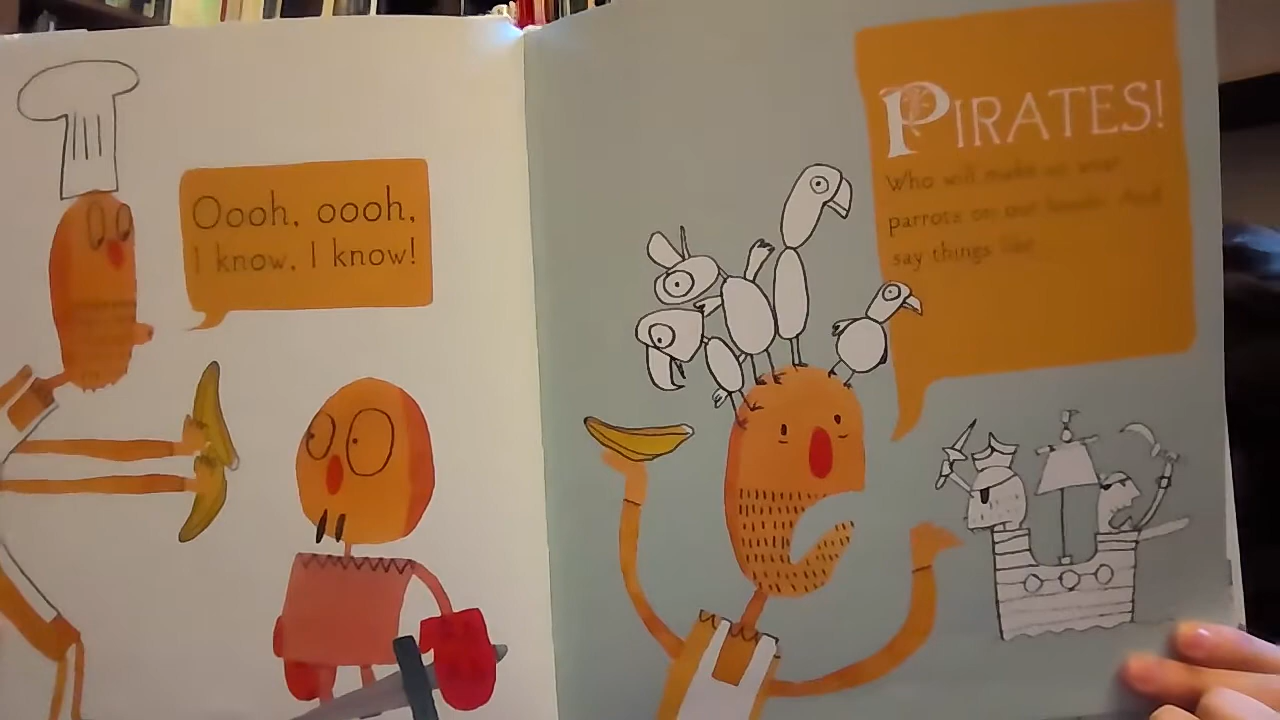 Oooh, oooh,
I know, I know!
PIRATES!
Who will make us wear
parrots on our heads. And
say things like